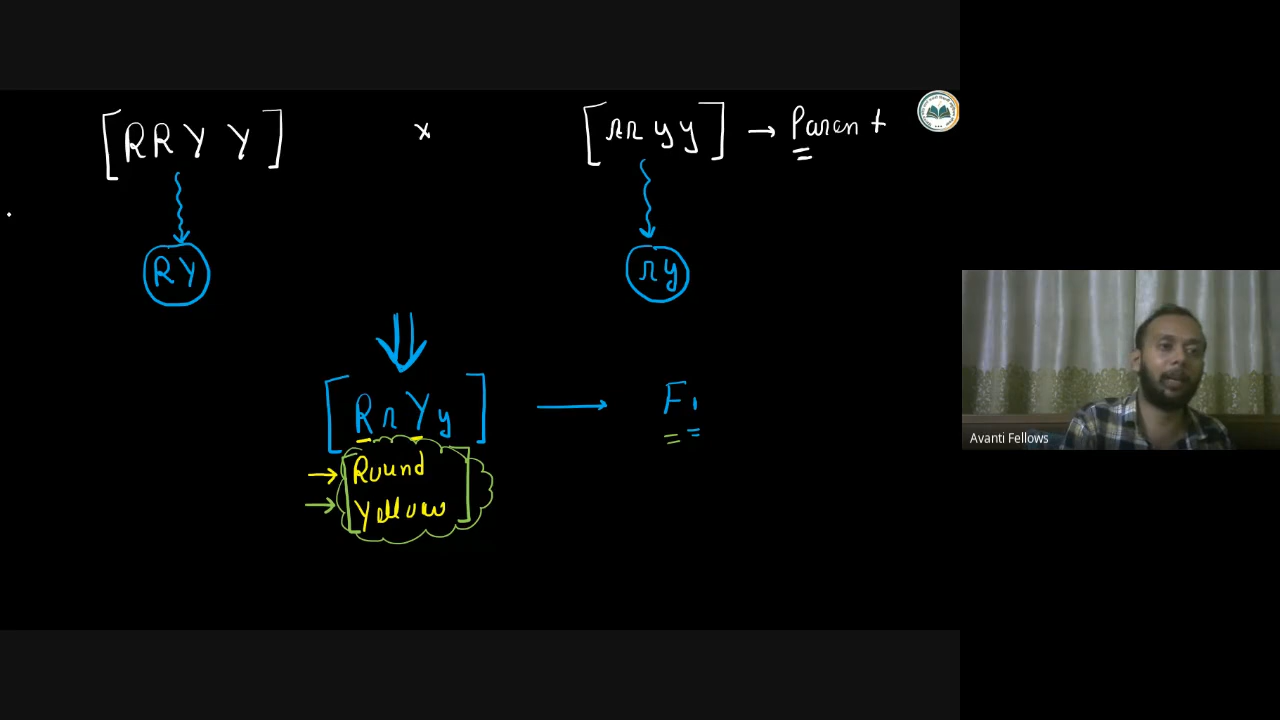 [RRYY] x [rryy] → Parent
RY ry
[RrYy] → F1
Round
Yellow
Avanti Fellows